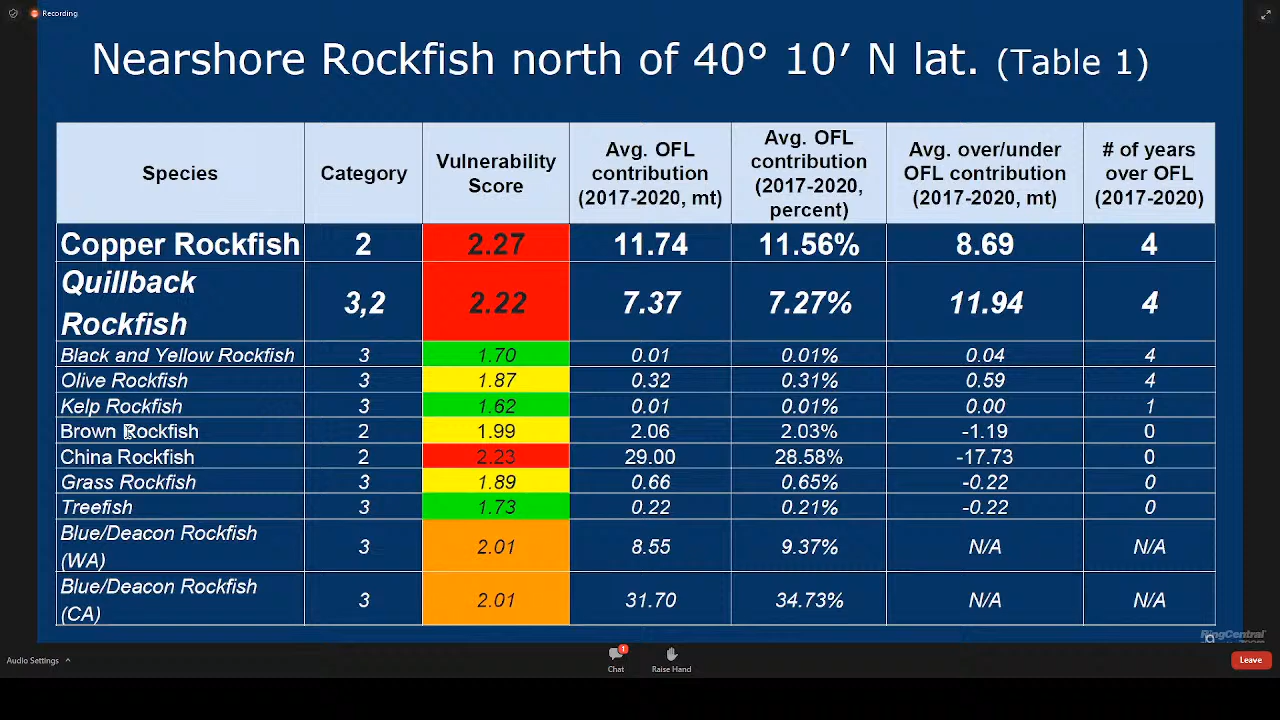 Recording
Nearshore Rockfish north of 40° 10′ N lat. (Table 1)
Species
Category
Vulnerability
Score
Avg. OFL
contribution
(2017-2020, mt)
Avg. OFL
contribution
(2017-2020,
percent)
Avg. over/under
OFL contribution
(2017-2020, mt)
# of years
over OFL
(2017-2020)
Copper Rockfish 2 2.27 11.74 11.56% 8.69 4
Quillback
Rockfish 3,2 2.22 7.37 7.27% 11.94 4
Black and Yellow Rockfish 3 1.70 0.01 0.01% 0.04 4
Olive Rockfish 3 1.87 0.32 0.31% 0.59 4
Kelp Rockfish 3 1.62 0.01 0.01% 0.00 1
Brown Rockfish 2 1.99 2.06 2.03% -1.19 0
China Rockfish 2 2.23 29.00 28.58% -17.73 0
Grass Rockfish 3 1.89 0.66 0.65% -0.22 0
Treefish 3 1.73 0.22 0.21% -0.22 0
Blue/Deacon Rockfish
(WA) 3 2.01 8.55 9.37% N/A N/A
Blue/Deacon Rockfish
(CA) 3 2.01 31.70 34.73% N/A N/A
RingCentral
Audio Settings
1
Chat
Raise Hand
Leave